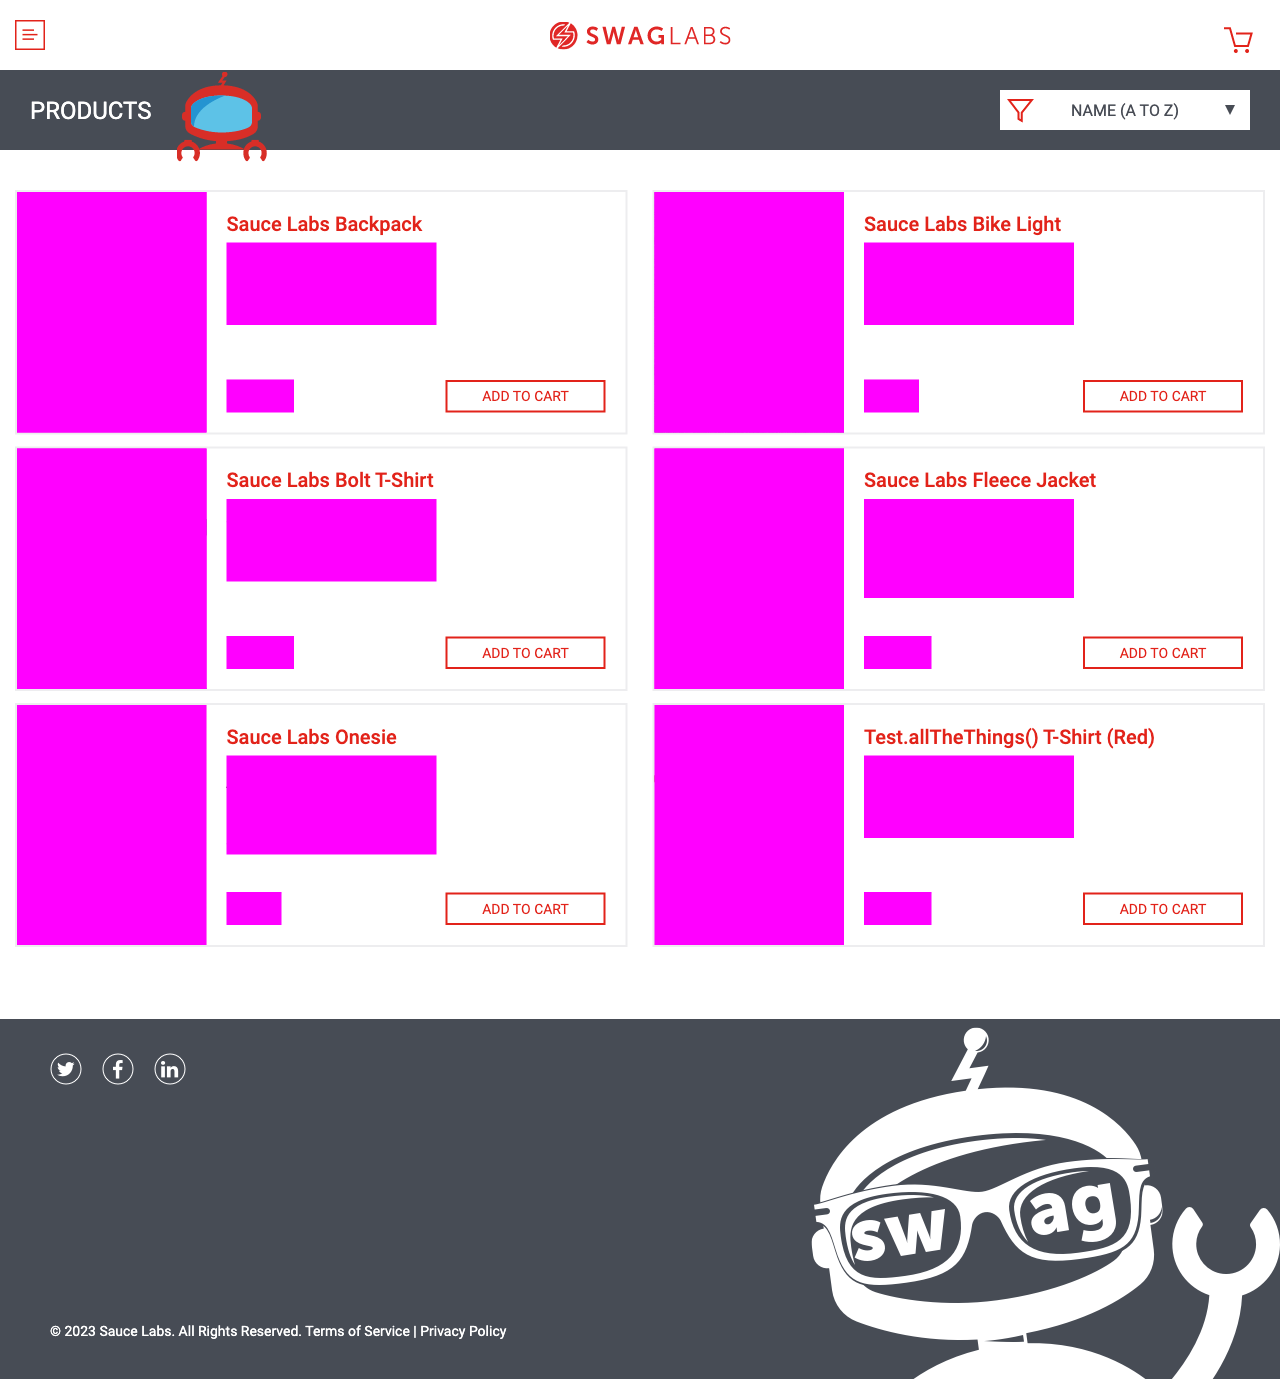 SWAGLABS
PRODUCTS
NAME (A TO Z)
Sauce Labs Backpack
ADD TO CART
Sauce Labs Bike Light
ADD TO CART
Sauce Labs Bolt T-Shirt
ADD TO CART
Sauce Labs Fleece Jacket
ADD TO CART
Sauce Labs Onesie
ADD TO CART
Test.allTheThings() T-Shirt (Red)
ADD TO CART
sw ag
© 2023 Sauce Labs. All Rights Reserved. Terms of Service | Privacy Policy